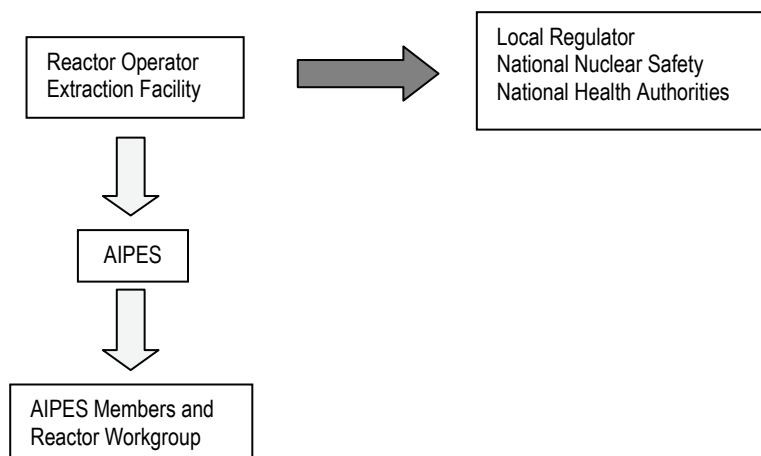 Reactor Operator
Extraction Facility
Local Regulator
National Nuclear Safety
National Health Authorities
AIPES
AIPES Members and
Reactor Workgroup